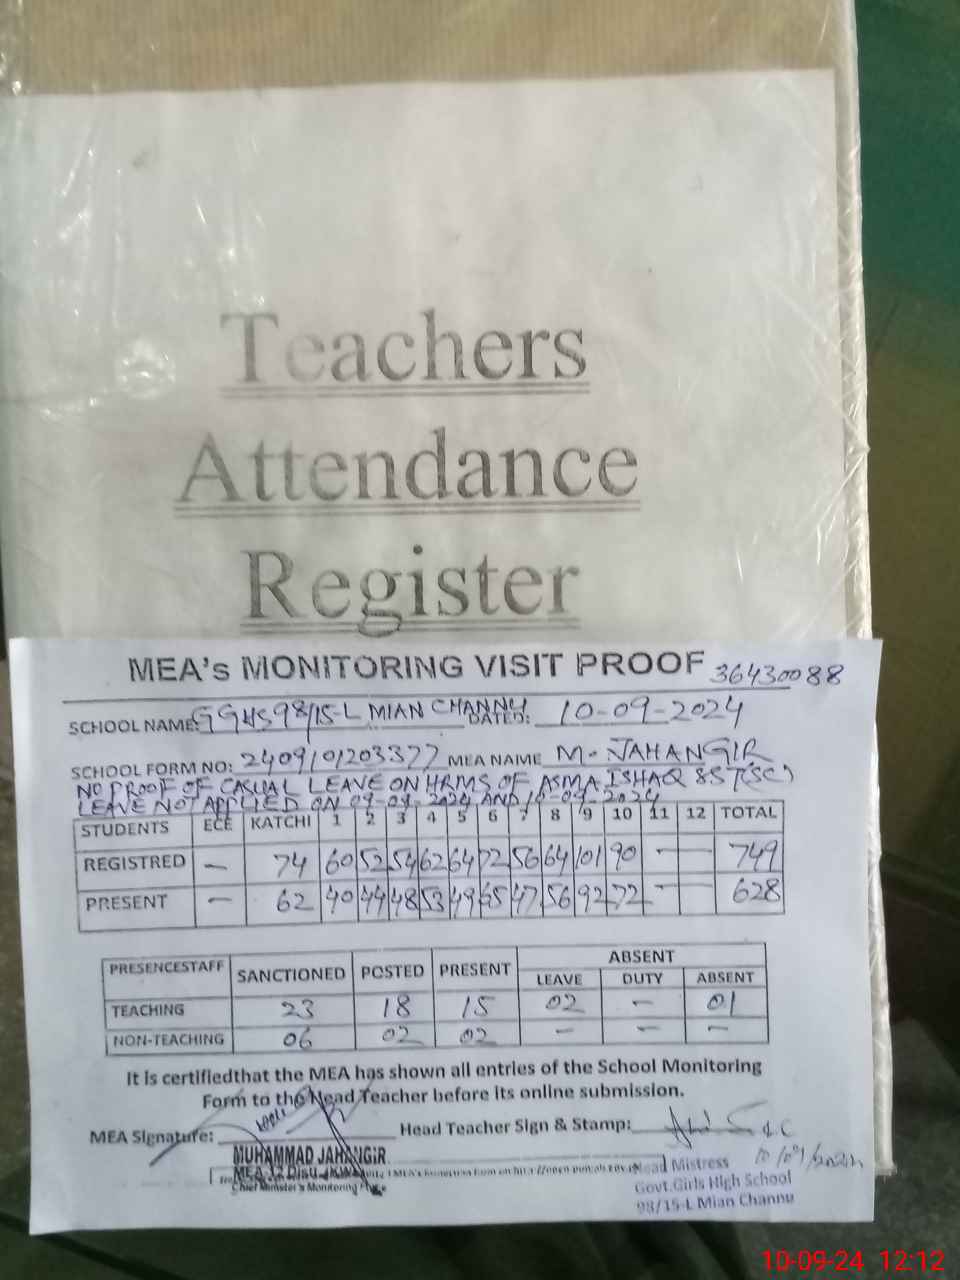 Teachers
Attendance
Register
MEA's MONITORING VISIT PROOF 36430088
SCHOOL NAME: GGHS 98/15-L MIAN CHANNU DATED: 10-09-2024
SCHOOL FORM NO: 2409101203377 MEA NAME M. JAHANGIR
NO PROOF OF CASUAL LEAVE ON HRMS OF ASMA ISHAQ SST(SC)
LEAVE NOT APPLIED ON 09-09-2024 AND 10-09-2024
STUDENTS ECE KATCHI 1 2 3 4 5 6 7 8 9 10 11 12 TOTAL
REGISTRED — 74 60 52 54 62 64 72 56 64 101 90 - — 749
PRESENT — 62 40 44 48 53 49 65 47 56 92 72 - — 628
PRESENCESTAFF SANCTIONED POSTED PRESENT ABSENT
LEAVE DUTY ABSENT
TEACHING 23 18 15 02 - 01
NON-TEACHING 06 02 02 - - -
It is certifiedthat the MEA has shown all entries of the School Monitoring
Form to the Head Teacher before its online submission.
MEA Signature: Head Teacher Sign & Stamp:
MUHAMMAD JAHANGIR
MEA-12
Chief Minister's Monitoring
Head Mistress
Govt.Girls High School
98/15-L Mian Channu
10-09-24 12:12